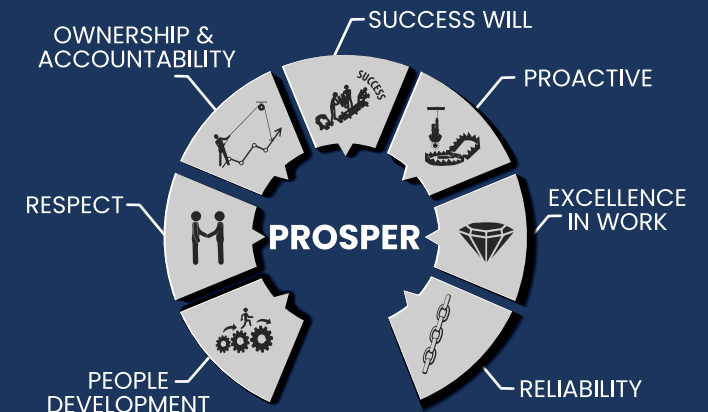 SUCCESS WILL
OWNERSHIP &
ACCOUNTABILITY
SUCCESS
PROACTIVE
RESPECT
EXCELLENCE
IN WORK
PROSPER
PEOPLE
DEVELOPMENT
RELIABILITY